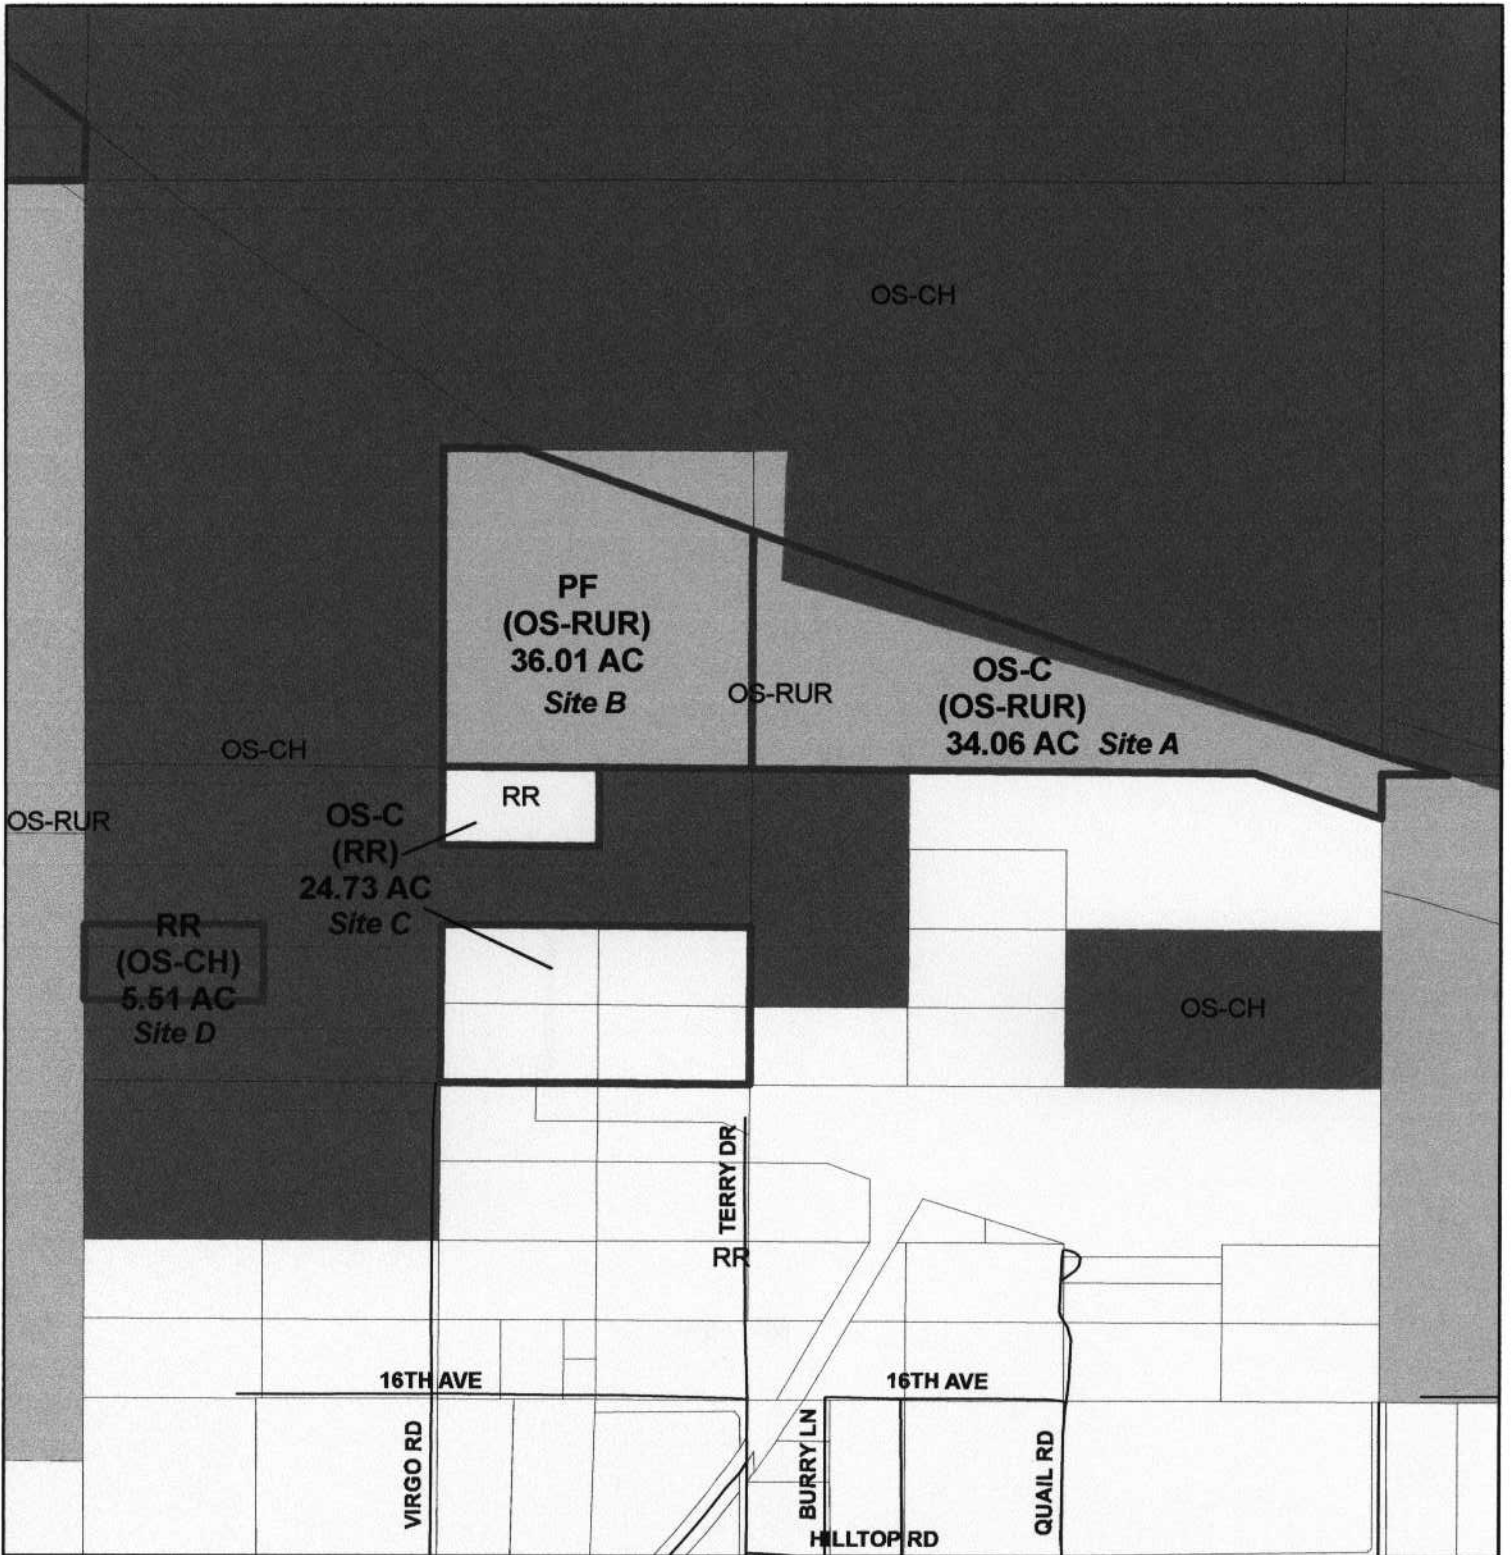 OS-CH
PF
(OS-RUR)
36.01 AC
Site B
OS-RUR
OS-C
(OS-RUR)
34.06 AC Site A
OS-CH
OS-RUR
RR
OS-C
(RR)
24.73 AC
Site C
RR
(OS-CH)
5.51 AC
Site D
OS-CH
TERRY DR
RR
16TH AVE
16TH AVE
VIRGO RD
BURRY LN
QUAIL RD
HILLTOP RD